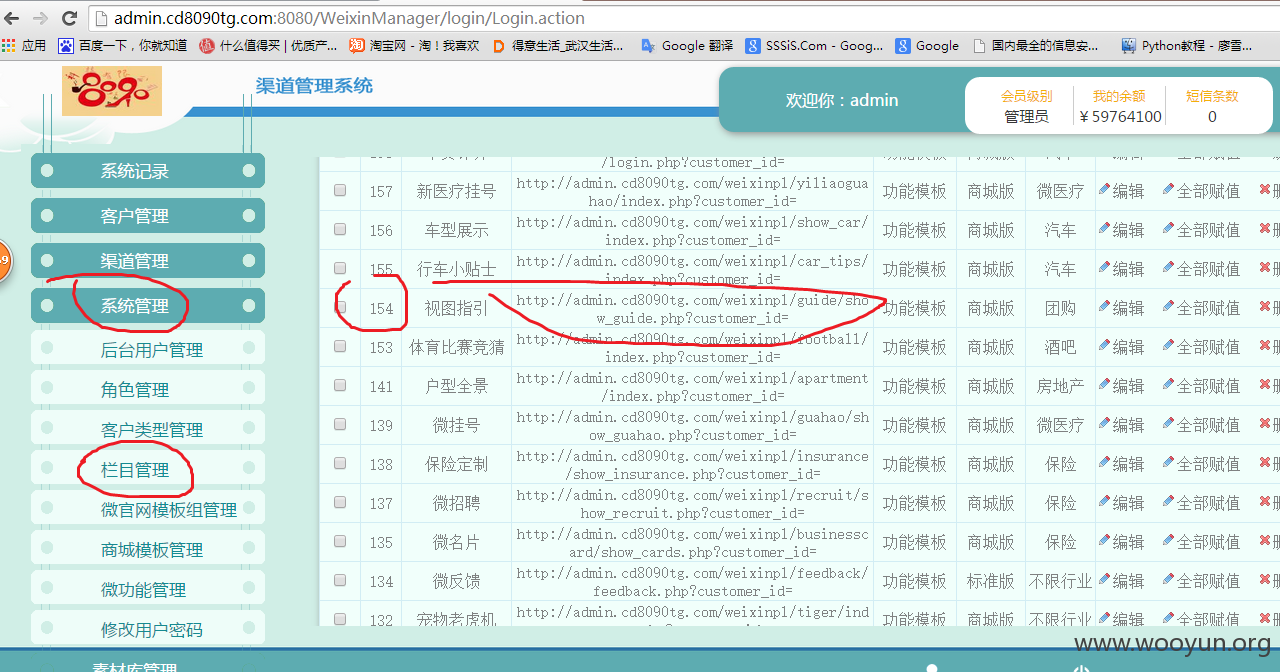 admin.cd8090tg.com:8080/WeixinManager/login/Login.action
应用 百度一下，你就知道 什么值得买 | 优质产... 淘宝网 - 淘！我喜欢 得意生活_武汉生活... Google 翻译 SSSiS.Com - Goog... Google 国内最全的信息安... Python教程 - 廖雪...
8090
渠道管理系统
欢迎你：admin
会员级别 我的余额 短信条数
管理员 ¥59764100 0
系统记录
客户管理
渠道管理
系统管理
后台用户管理
角色管理
客户类型管理
栏目管理
微官网模板组管理
商城模板管理
微功能管理
修改用户密码
素材库管理
/login.php?customer_id=
157 新医疗挂号 http://admin.cd8090tg.com/weixinpl/yiliaogua 功能模板 商城版 微医疗 编辑 全部赋值
hao/index.php?customer_id=
156 车型展示 http://admin.cd8090tg.com/weixinpl/show_car/ 功能模板 商城版 汽车 编辑 全部赋值
index.php?customer_id=
155 行车小贴士 http://admin.cd8090tg.com/weixinpl/car_tips/ 功能模板 商城版 汽车 编辑 全部赋值
index.php?customer_id=
154 视图指引 http://admin.cd8090tg.com/weixinpl/guide/sho 功能模板 商城版 团购 编辑 全部赋值
w_guide.php?customer_id=
153 体育比赛竞猜 http://admin.cd8090tg.com/weixinpl/football/ 功能模板 商城版 酒吧 编辑 全部赋值
index.php?customer_id=
141 户型全景 http://admin.cd8090tg.com/weixinpl/apartment 功能模板 商城版 房地产 编辑 全部赋值
/index.php?customer_id=
139 微挂号 http://admin.cd8090tg.com/weixinpl/guahao/sh 功能模板 商城版 微医疗 编辑 全部赋值
ow_guahao.php?customer_id=
138 保险定制 http://admin.cd8090tg.com/weixinpl/insurance 功能模板 商城版 保险 编辑 全部赋值
/show_insurance.php?customer_id=
137 微招聘 http://admin.cd8090tg.com/weixinpl/recruit/s 功能模板 商城版 保险 编辑 全部赋值
how_recruit.php?customer_id=
135 微名片 http://admin.cd8090tg.com/weixinpl/businessc 功能模板 商城版 保险 编辑 全部赋值
ard/show_cards.php?customer_id=
134 微反馈 http://admin.cd8090tg.com/weixinpl/feedback/ 功能模板 标准版 不限行业 编辑 全部赋值
feedback.php?customer_id=
132 宠物老虎机 http://admin.cd8090tg.com/weixinpl/tiger/ind 功能模板 商城版 不限行业 编辑 全部赋值
www.wooyun.org